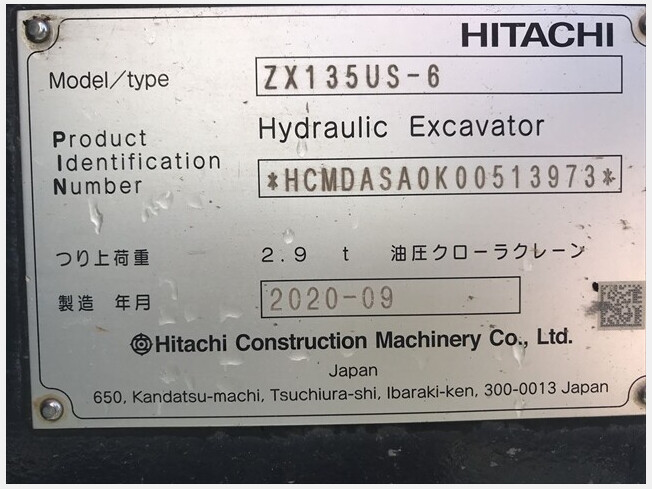 HITACHI
Model/type ZX135US-6
Product Hydraulic Excavator
Identification
Number *HCMDASA0K00513973*
つり上荷重 2.9 t 油圧クローラクレーン
製造 年月 2020-09
Hitachi Construction Machinery Co., Ltd.
Japan
650, Kandatsu-machi, Tsuchiura-shi, Ibaraki-ken, 300-0013 Japan